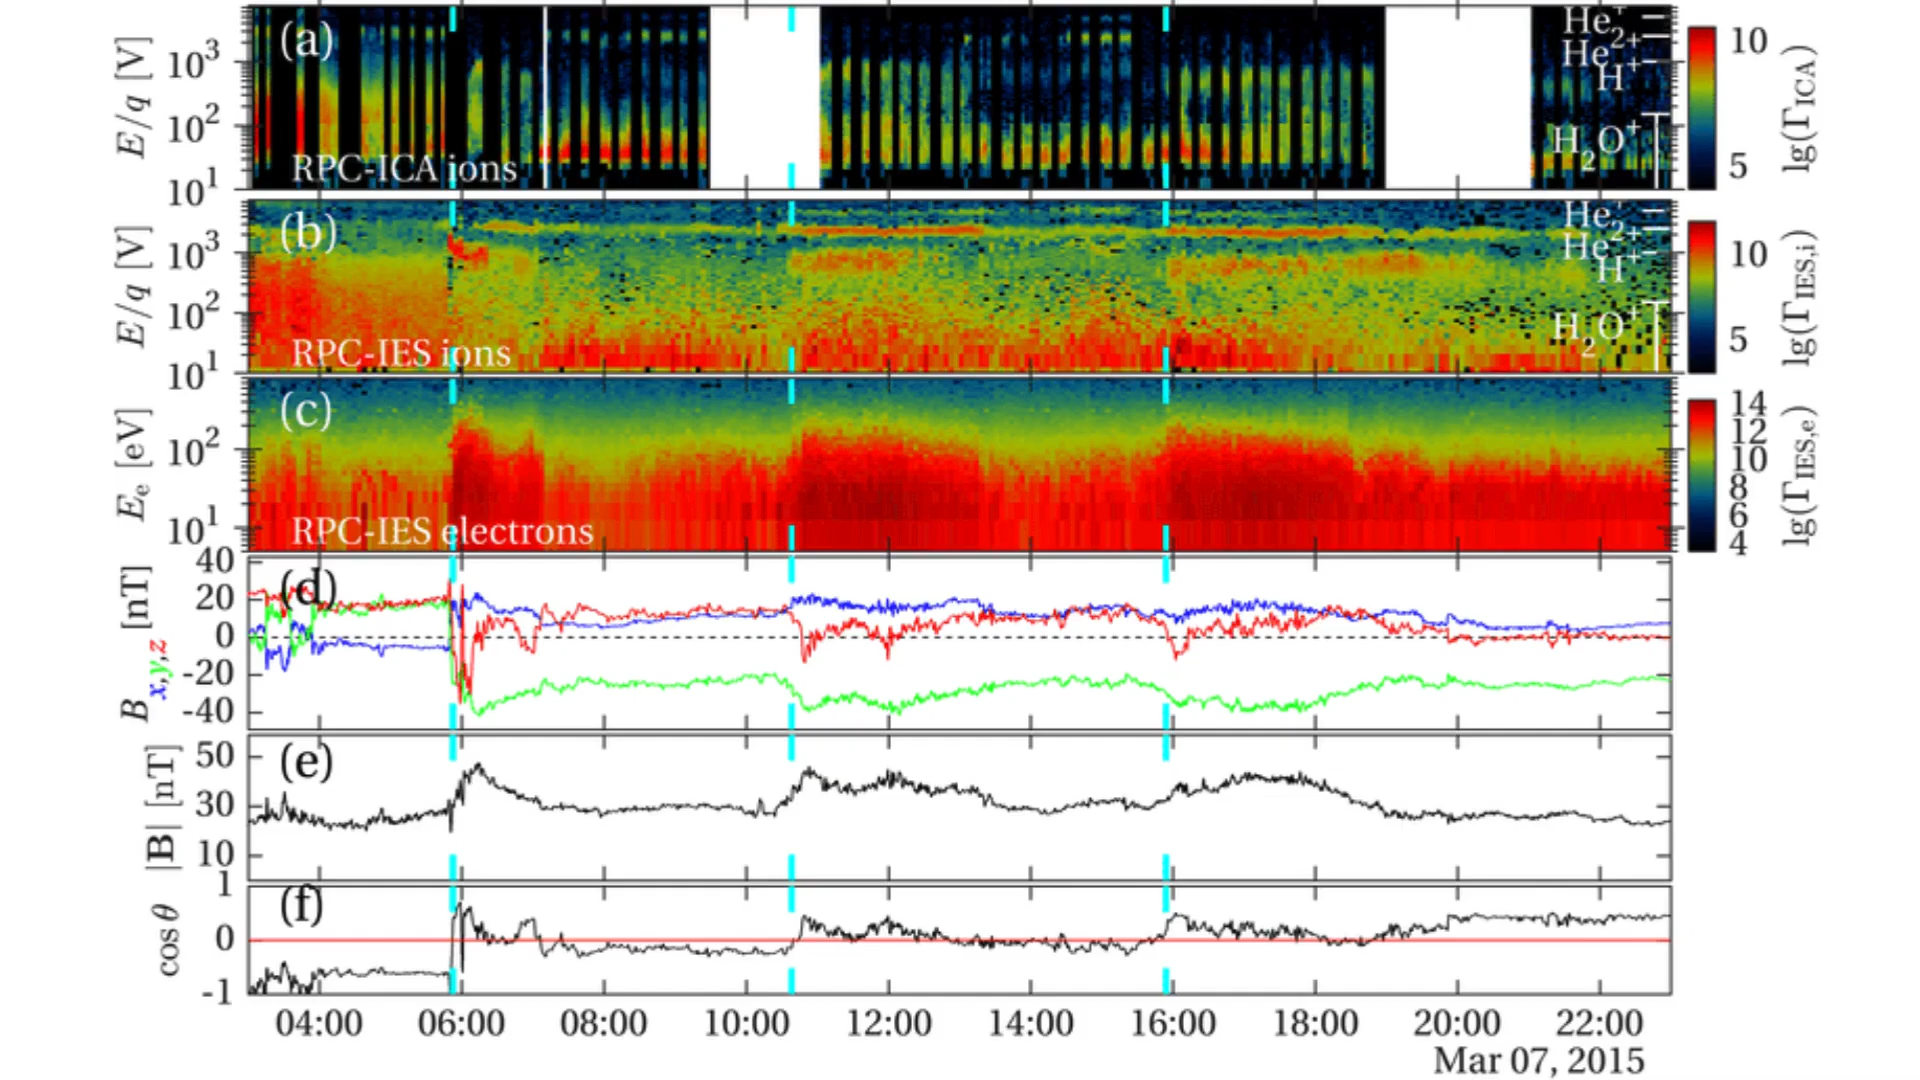 (a)
E/q [V]
10³
10²
10¹
RPC-ICA ions
He⁺
He²⁺
H⁺
H₂O⁺
10
5
lg(Γ_ICA)
(b)
E/q [V]
10³
10²
10¹
RPC-IES ions
He⁺
He²⁺
H⁺
H₂O⁺
10
5
lg(Γ_IES,i)
(c)
E_e [eV]
10²
10¹
RPC-IES electrons
14
12
10
8
6
4
lg(Γ_IES,e)
(d)
B_x,y,z [nT]
40
20
0
-20
-40
(e)
|B| [nT]
50
30
10
1
(f)
cos θ
1
0
-1
04:00 06:00 08:00 10:00 12:00 14:00 16:00 18:00 20:00 22:00
Mar 07, 2015